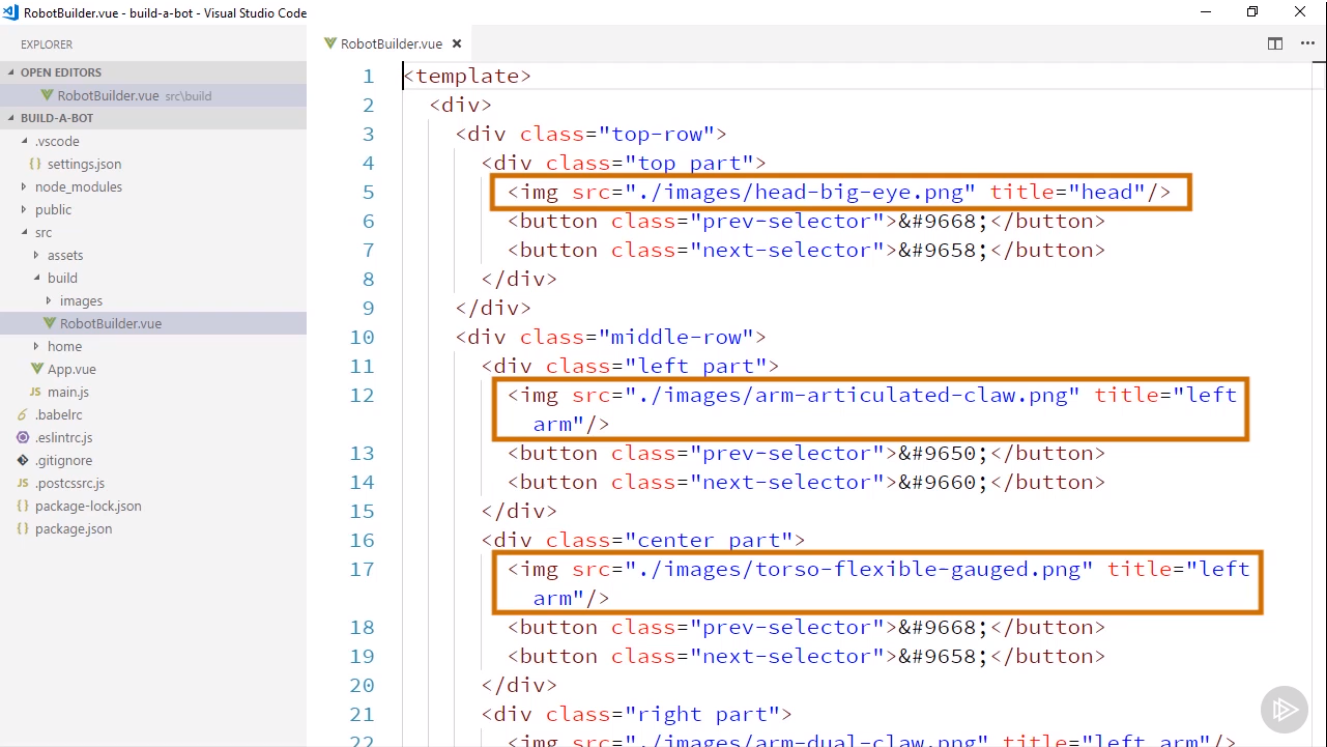 RobotBuilder.vue - build-a-bot - Visual Studio Code
EXPLORER
OPEN EDITORS
RobotBuilder.vue src\build
BUILD-A-BOT
.vscode
{} settings.json
node_modules
public
src
assets
build
images
RobotBuilder.vue
home
App.vue
JS main.js
.babelrc
.eslintrc.js
.gitignore
JS .postcssrc.js
{} package-lock.json
{} package.json
RobotBuilder.vue
1 <template>
2 <div>
3 <div class="top-row">
4 <div class="top part">
5 <img src="./images/head-big-eye.png" title="head"/>
6 <button class="prev-selector">&#9668;</button>
7 <button class="next-selector">&#9658;</button>
8 </div>
9 </div>
10 <div class="middle-row">
11 <div class="left part">
12 <img src="./images/arm-articulated-claw.png" title="left
arm"/>
13 <button class="prev-selector">&#9650;</button>
14 <button class="next-selector">&#9660;</button>
15 </div>
16 <div class="center part">
17 <img src="./images/torso-flexible-gauged.png" title="left
arm"/>
18 <button class="prev-selector">&#9668;</button>
19 <button class="next-selector">&#9658;</button>
20 </div>
21 <div class="right part">
22 <img src="./images/arm-dual-claw.png" title="left arm"/>